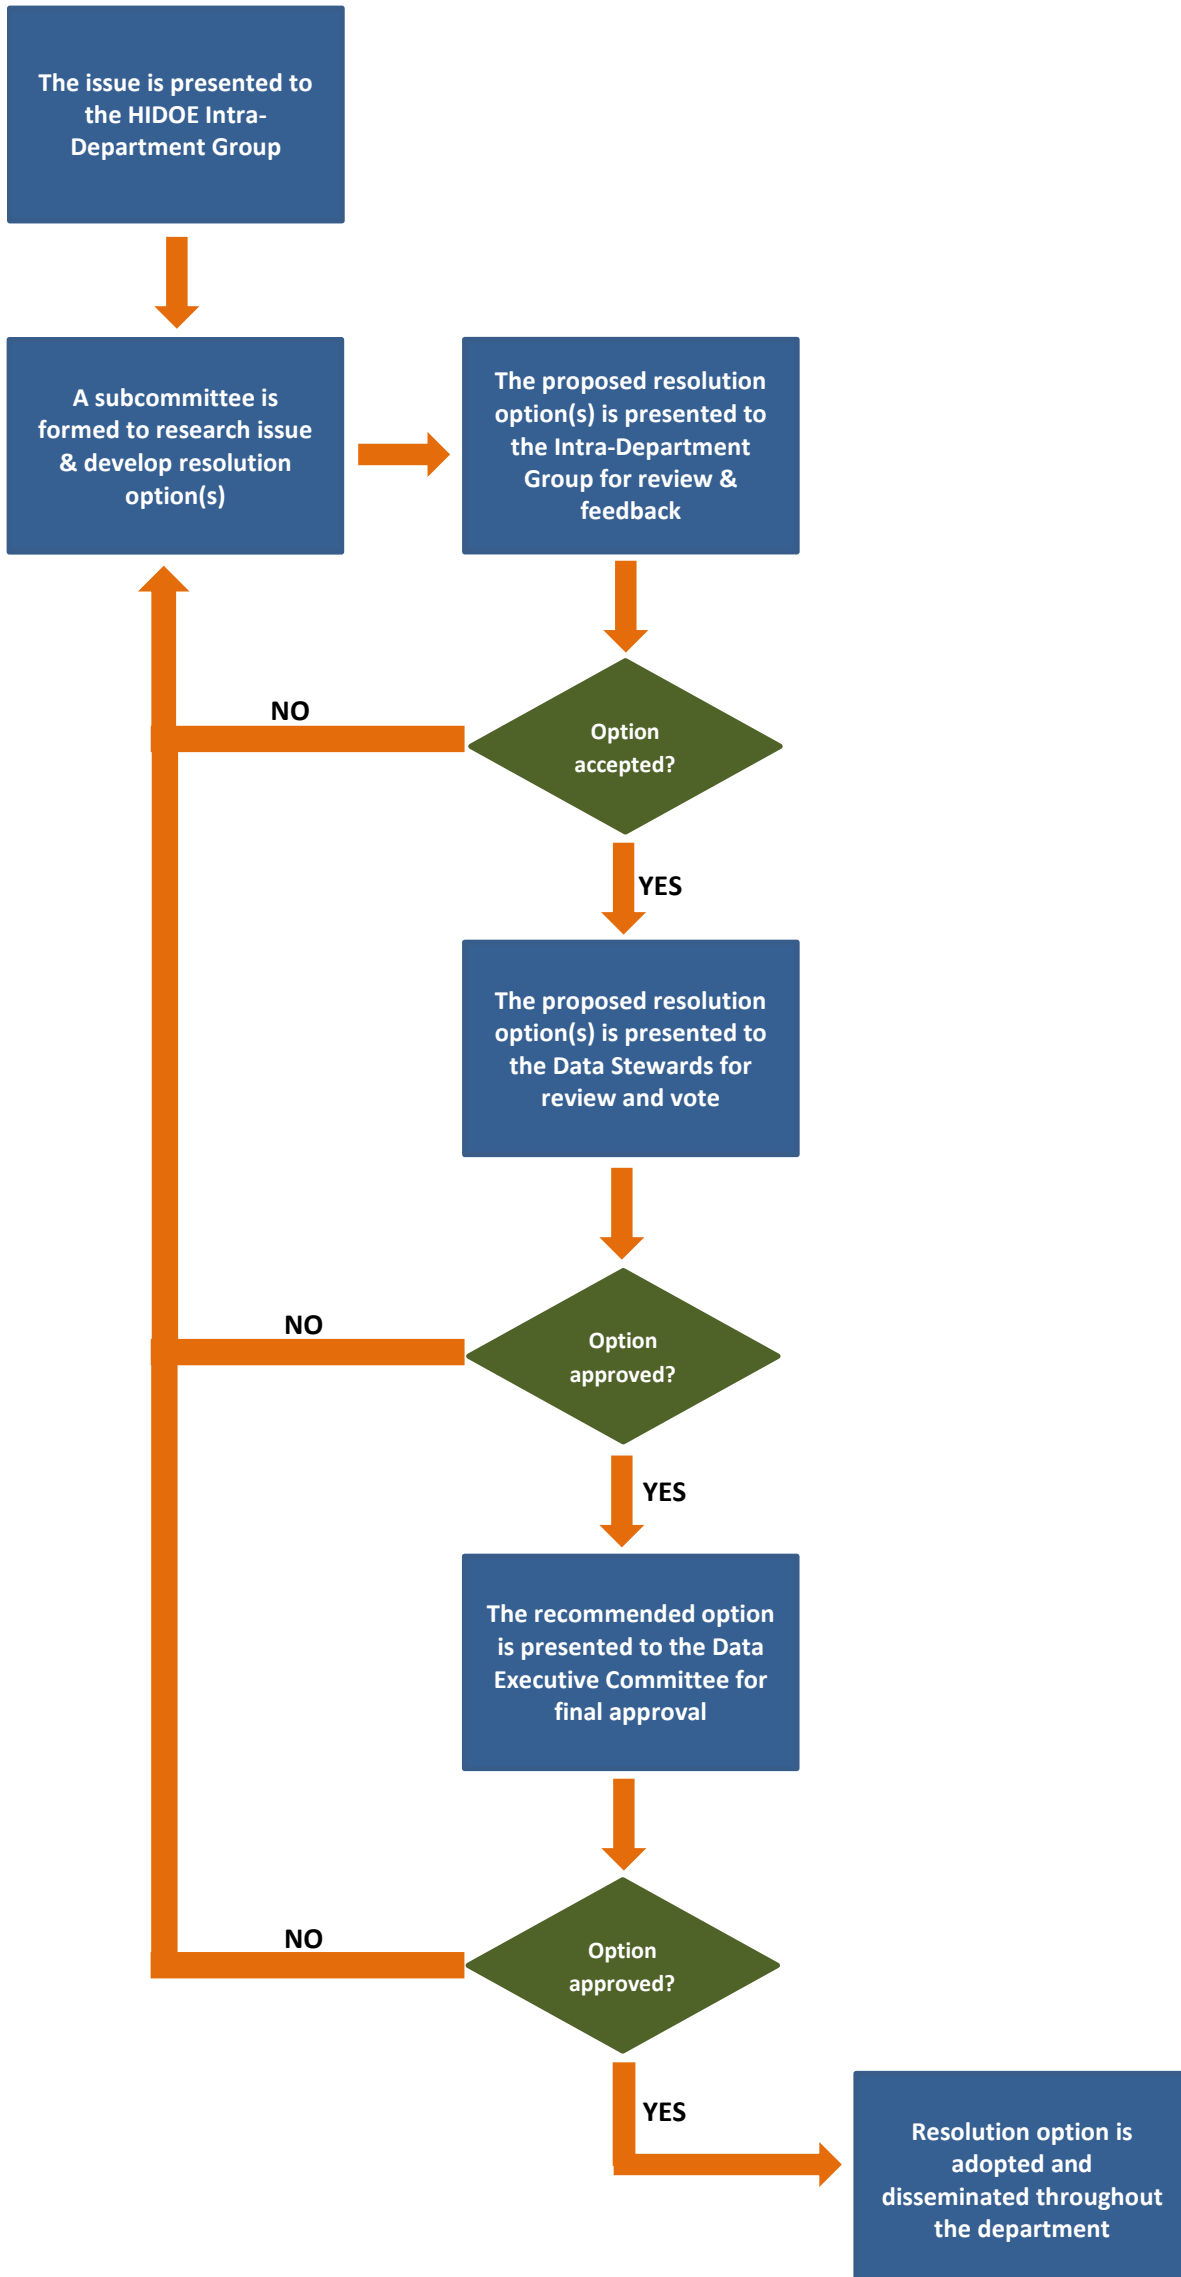 The issue is presented to
the HIDOE Intra-
Department Group
A subcommittee is
formed to research issue
& develop resolution
option(s)
The proposed resolution
option(s) is presented to
the Intra-Department
Group for review &
feedback
Option
accepted?
NO
YES
The proposed resolution
option(s) is presented to
the Data Stewards for
review and vote
Option
approved?
NO
YES
The recommended option
is presented to the Data
Executive Committee for
final approval
Option
approved?
NO
YES
Resolution option is
adopted and
disseminated throughout
the department